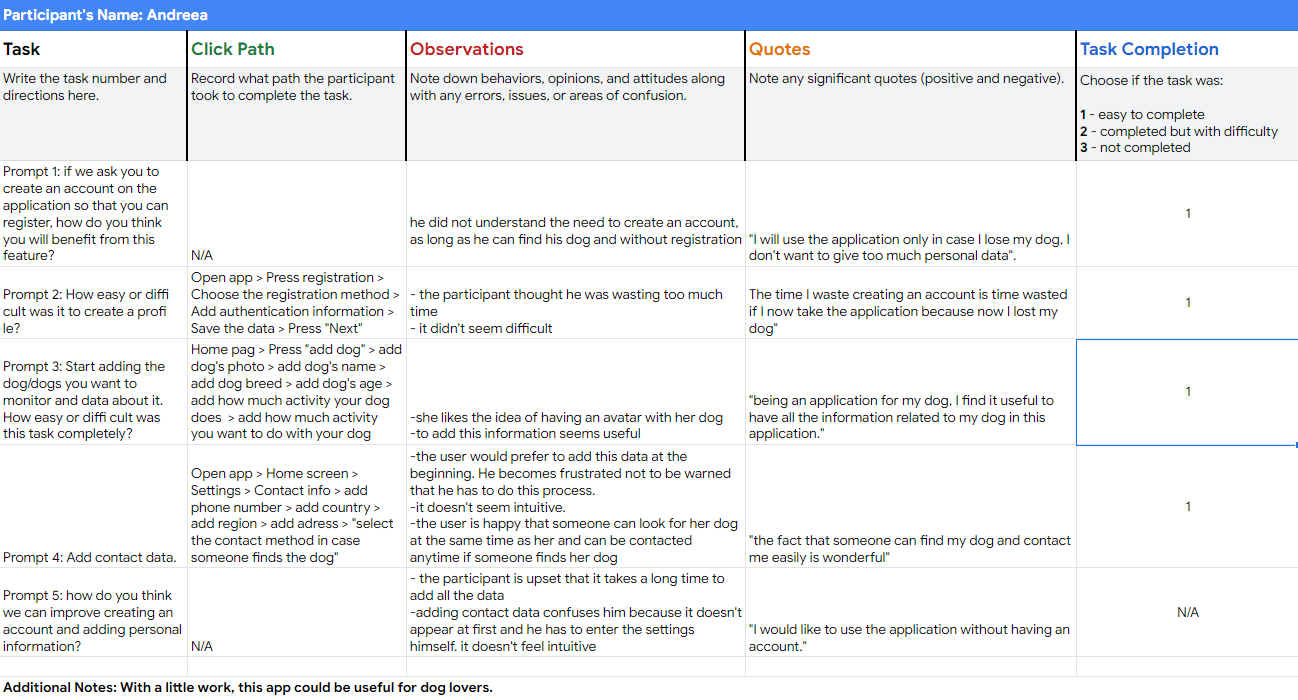 Participant's Name: Andreea
Task
Click Path
Observations
Quotes
Task Completion
Write the task number and
directions here.
Record what path the participant
took to complete the task.
Note down behaviors, opinions, and attitudes along
with any errors, issues, or areas of confusion.
Note any significant quotes (positive and negative).
Choose if the task was:
1 - easy to complete
2 - completed but with difficulty
3 - not completed
Prompt 1: if we ask you to
create an account on the
application so that you can
register, how do you think
you will benefit from this
feature?
N/A
he did not understand the need to create an account,
as long as he can find his dog and without registration
"I will use the application only in case I lose my dog, I
don't want to give too much personal data".
1
Prompt 2: How easy or diffi
cult was it to create a profi
le?
Open app > Press registration >
Choose the registration method >
Add authentication information >
Save the data > Press "Next"
- the participant thought he was wasting too much
time
- it didn't seem difficult
The time I waste creating an account is time wasted
if I now take the application because now I lost my
dog"
1
Prompt 3: Start adding the
dog/dogs you want to
monitor and data about it.
How easy or diffi cult was
this task completely?
Home pag > Press "add dog" > add
dog's photo > add dog's name >
add dog breed > add dog's age >
add how much activity your dog
does > add how much activity
you want to do with your dog
-she likes the idea of having an avatar with her dog
-to add this information seems useful
"being an application for my dog, I find it useful to
have all the information related to my dog in this
application."
1
Prompt 4: Add contact data.
Open app > Home screen >
Settings > Contact info > add
phone number > add country >
add region > add adress > "select
the contact method in case
someone finds the dog"
-the user would prefer to add this data at the
beginning. He becomes frustrated not to be warned
that he has to do this process.
-it doesn't seem intuitive.
-the user is happy that someone can look for her dog
at the same time as her and can be contacted
anytime if someone finds her dog
"the fact that someone can find my dog and contact
me easily is wonderful"
1
Prompt 5: how do you think
we can improve creating an
account and adding personal
information?
N/A
- the participant is upset that it takes a long time to
add all the data
-adding contact data confuses him because it doesn't
appear at first and he has to enter the settings
himself. it doesn't feel intuitive
"I would like to use the application without having an
account."
N/A
Additional Notes: With a little work, this app could be useful for dog lovers.